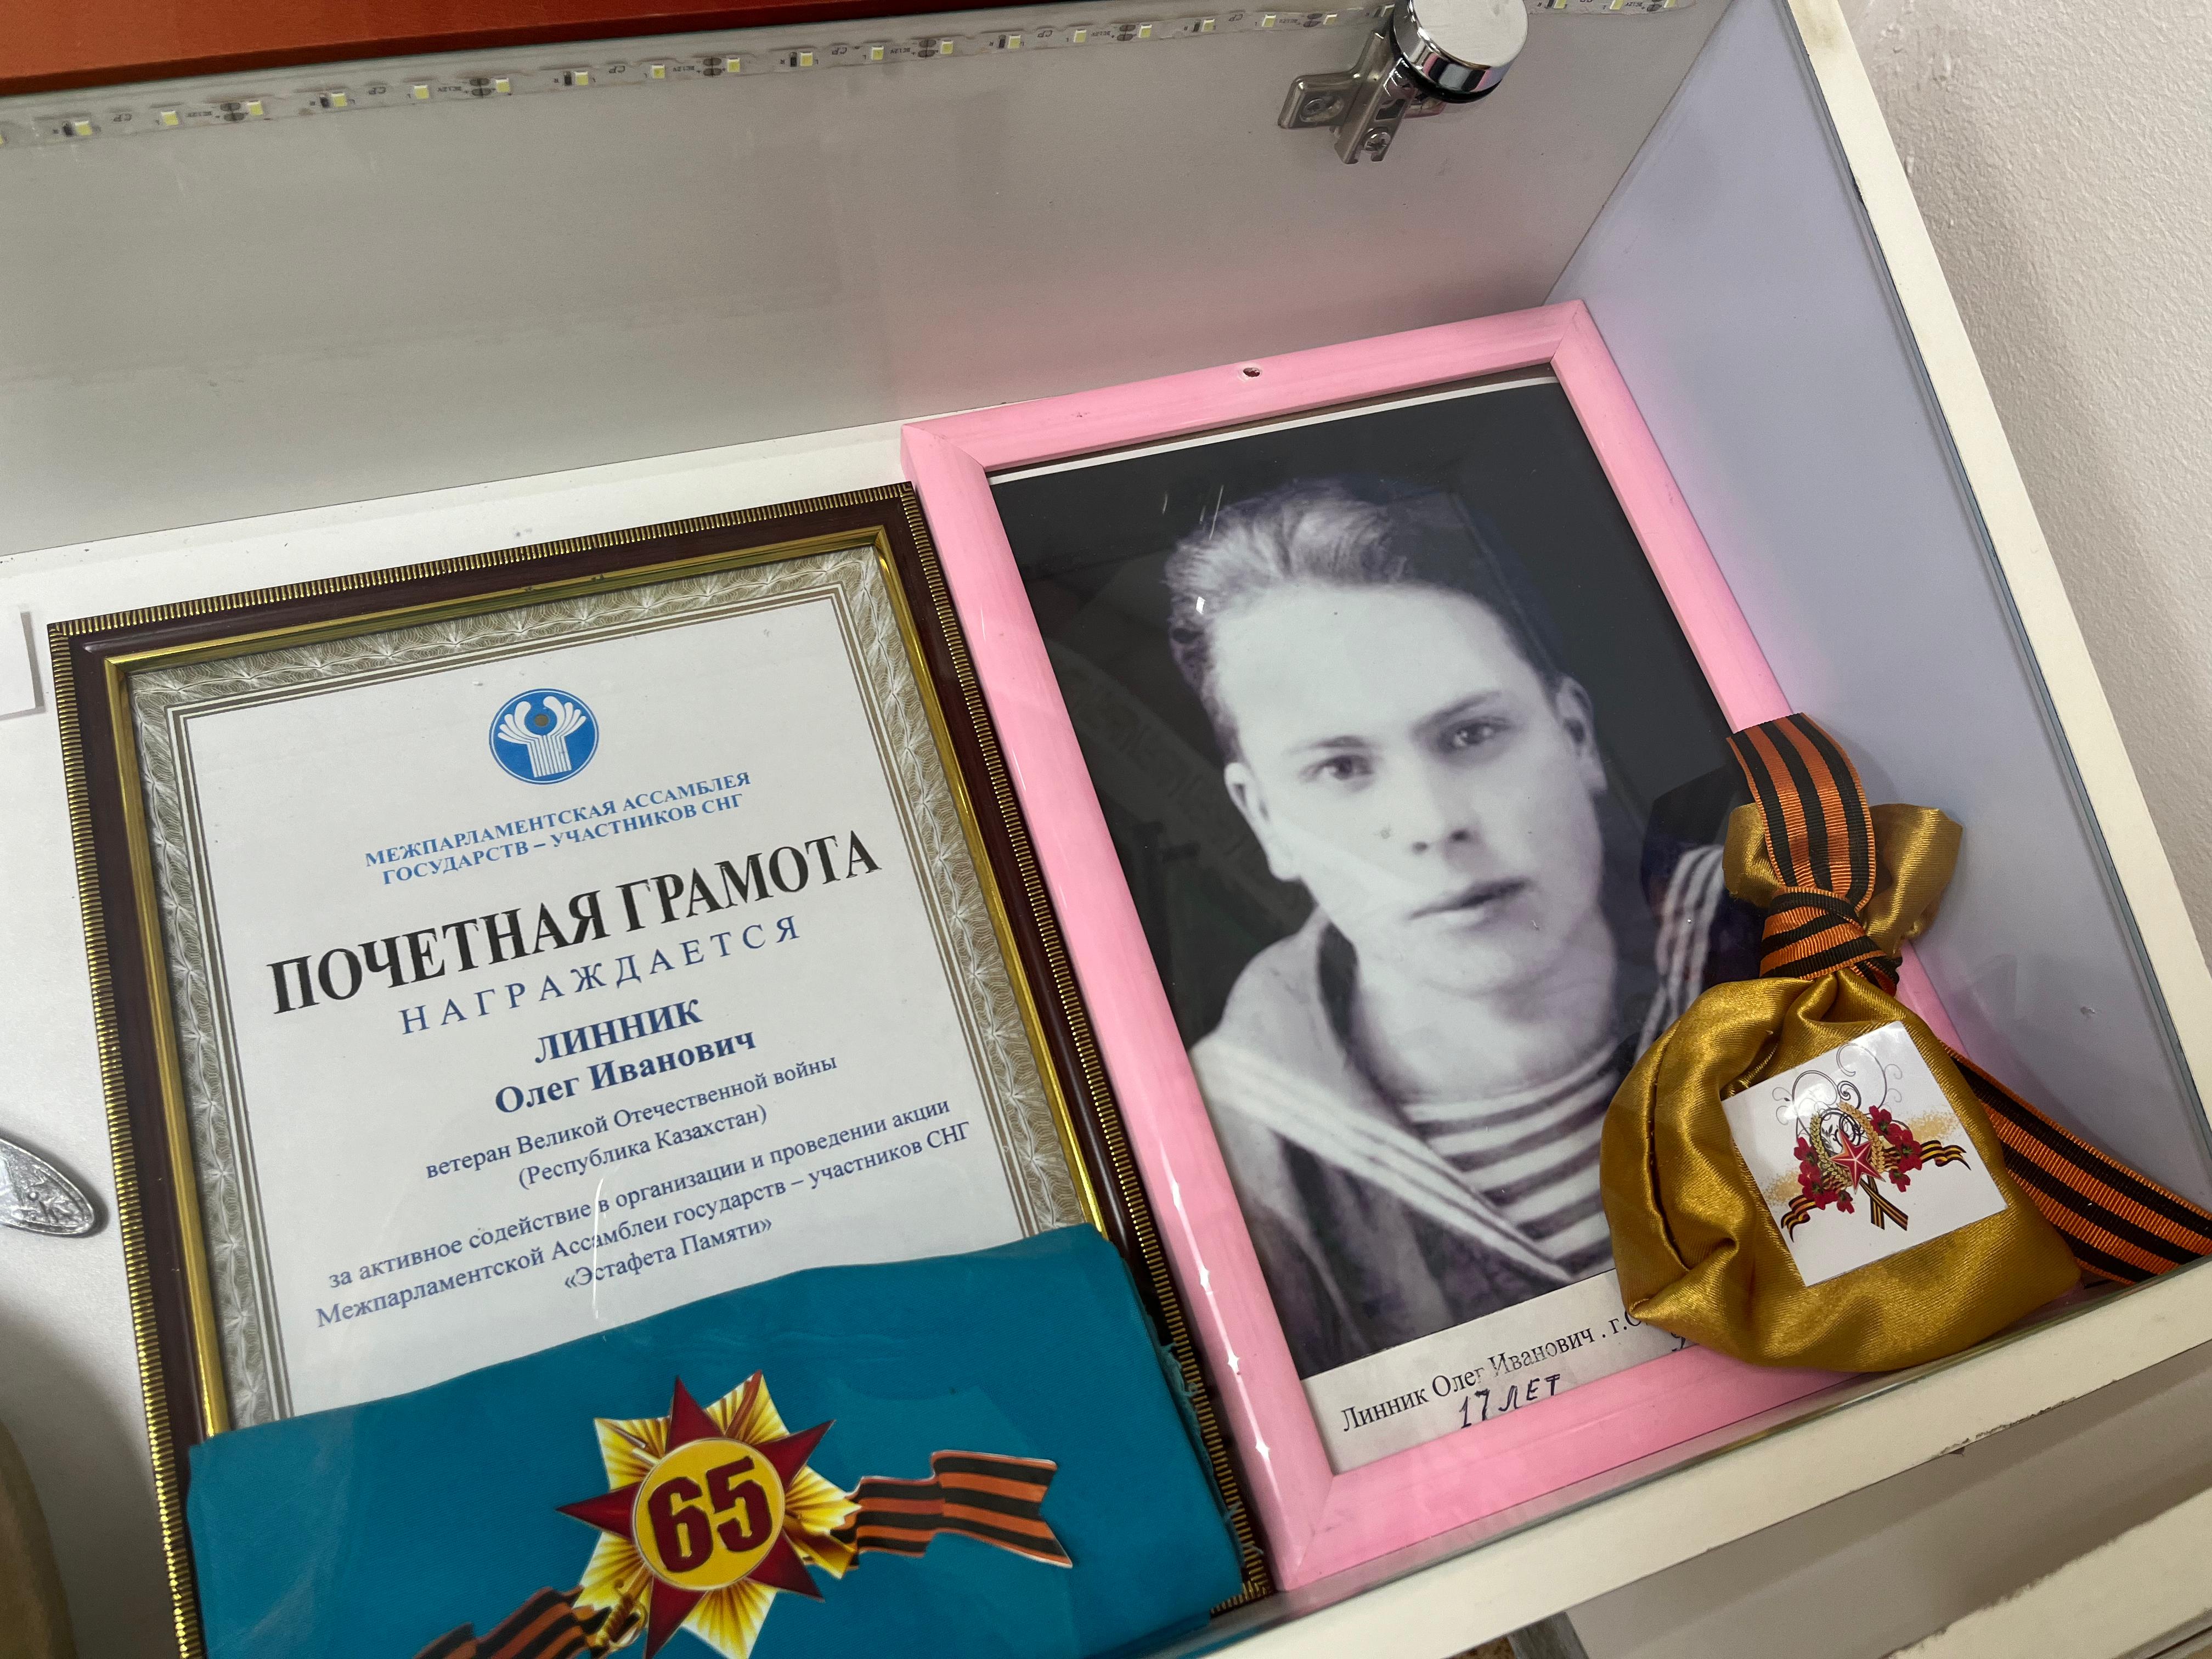 МЕЖПАРЛАМЕНТСКАЯ АССАМБЛЕЯ
ГОСУДАРСТВ – УЧАСТНИКОВ СНГ
ПОЧЕТНАЯ ГРАМОТА
НАГРАЖДАЕТСЯ
ЛИННИК
Олег Иванович
ветеран Великой Отечественной войны
(Республика Казахстан)
за активное содействие в организации и проведении акции
Межпарламентской Ассамблеи государств – участников СНГ
«Эстафета Памяти»
65
Линник Олег Иванович . г.
17 ЛЕТ